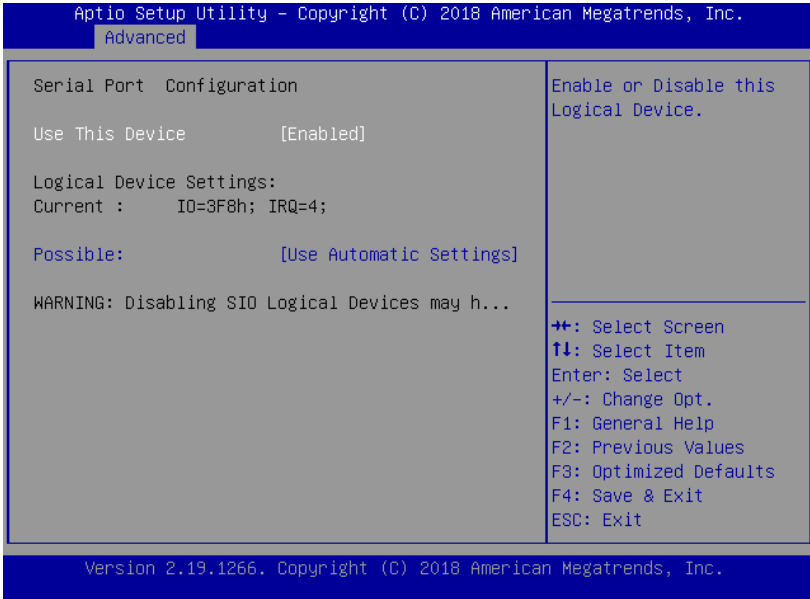 Aptio Setup Utility – Copyright (C) 2018 American Megatrends, Inc.
Advanced
Serial Port  Configuration
Use This Device [Enabled]
Logical Device Settings:
Current : IO=3F8h; IRQ=4;
Possible: [Use Automatic Settings]
WARNING: Disabling SIO Logical Devices may h...
Enable or Disable this
Logical Device.
→←: Select Screen
↑↓: Select Item
Enter: Select
+/-: Change Opt.
F1: General Help
F2: Previous Values
F3: Optimized Defaults
F4: Save & Exit
ESC: Exit
Version 2.19.1266. Copyright (C) 2018 American Megatrends, Inc.